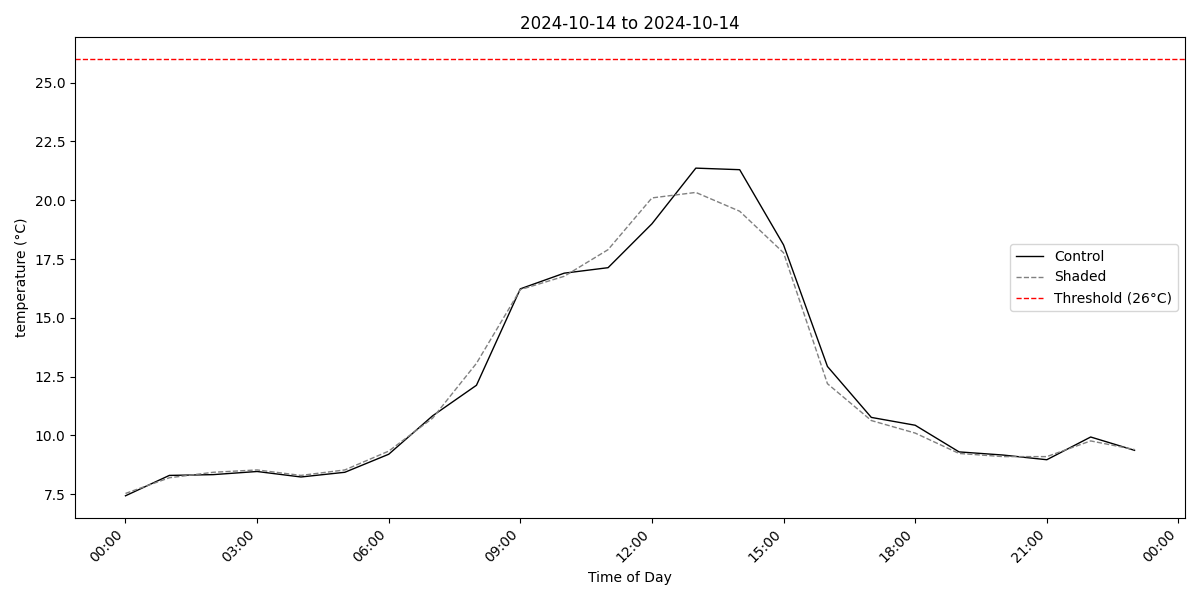 2024-10-14 to 2024-10-14
temperature (°C)
25.0
22.5
20.0
17.5
15.0
12.5
10.0
7.5
Control
Shaded
Threshold (26°C)
00:00
03:00
06:00
09:00
12:00
15:00
18:00
21:00
00:00
Time of Day